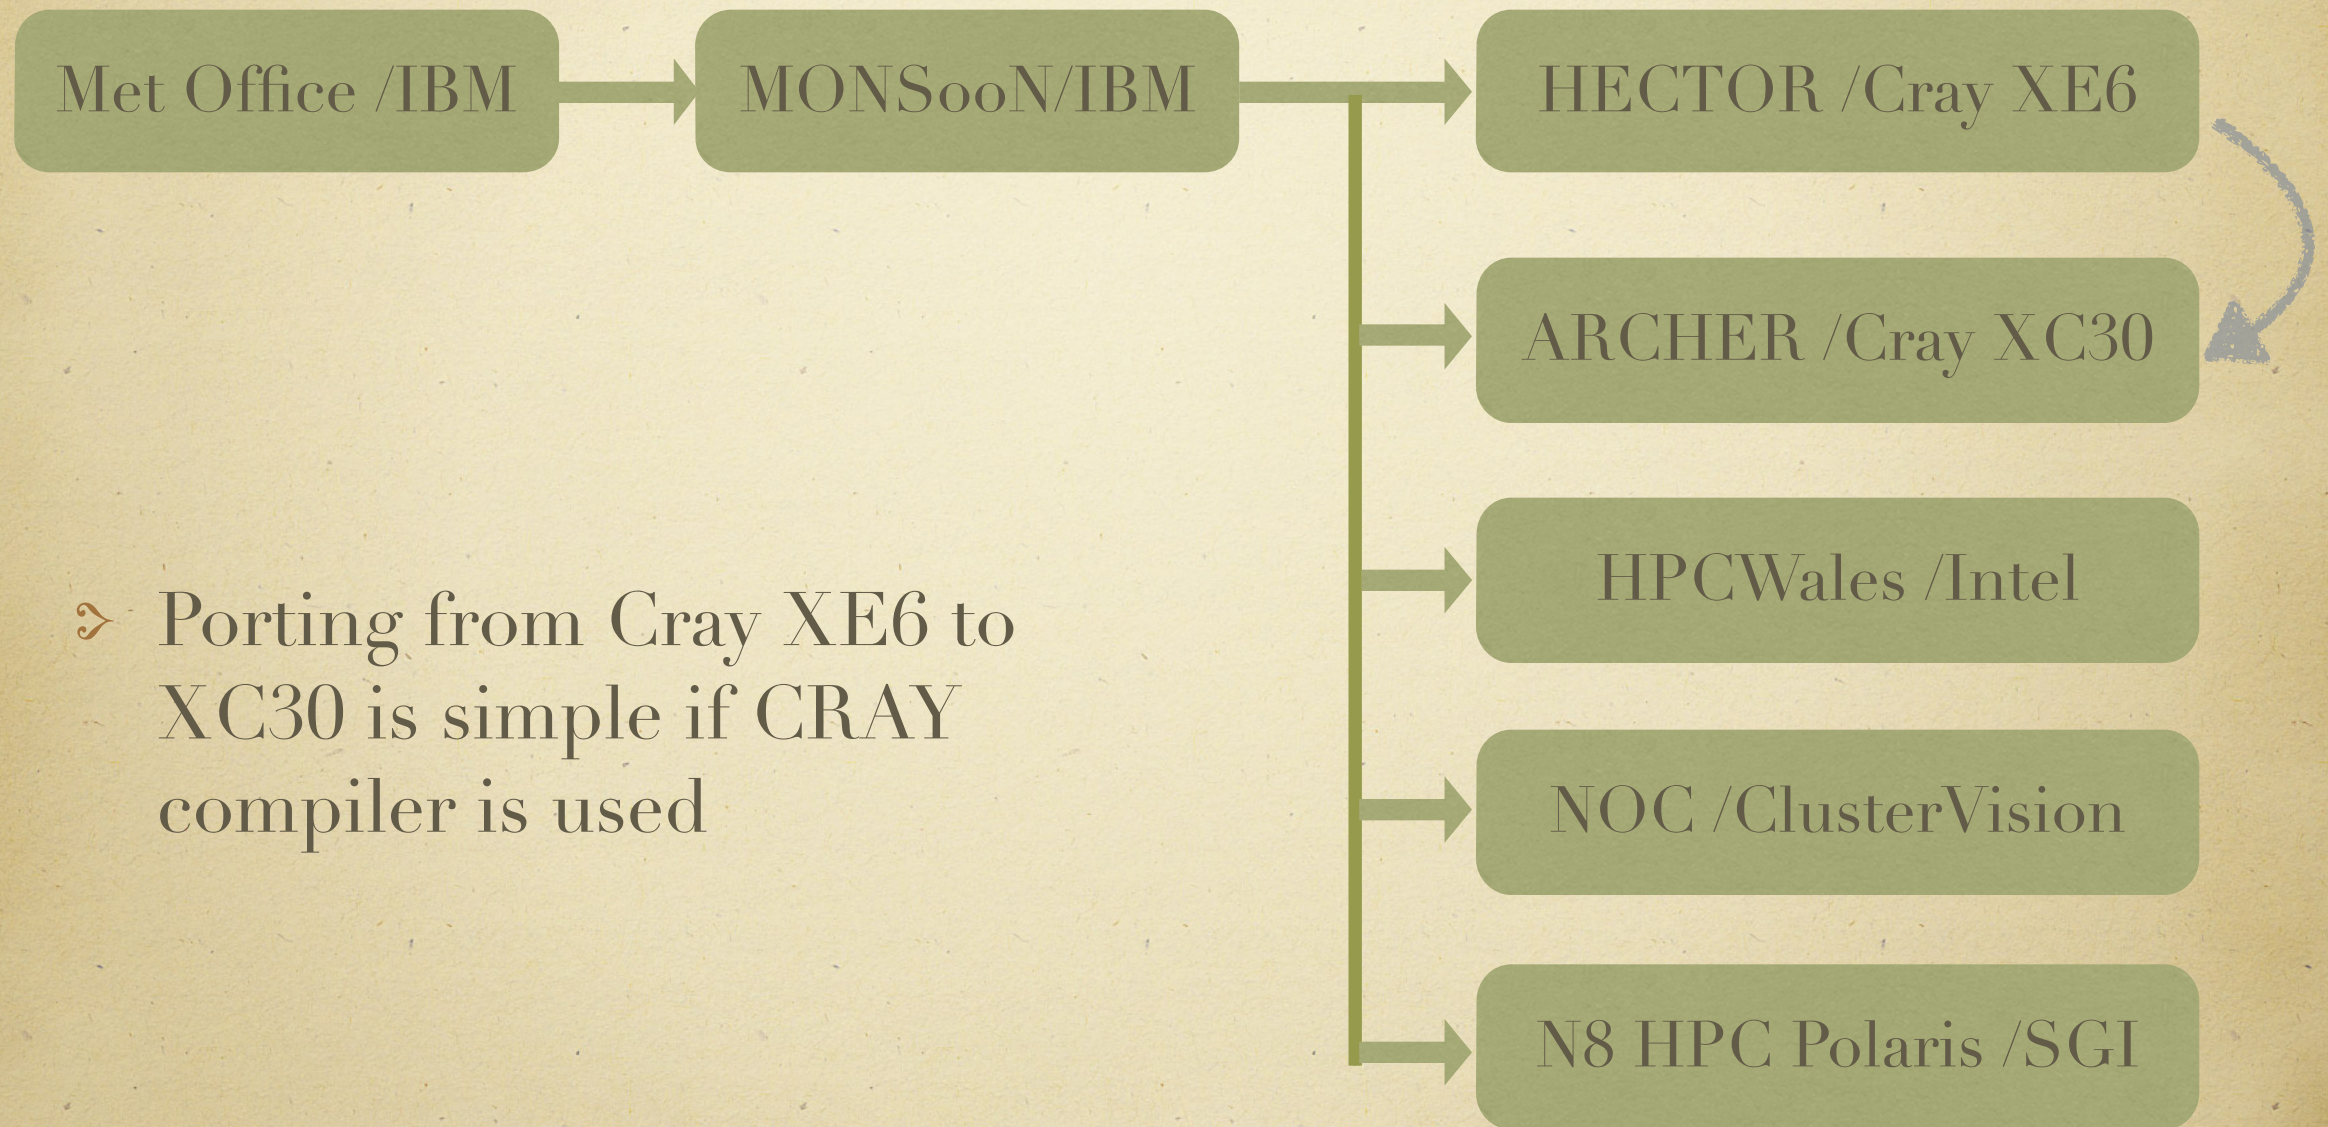 Met Office /IBM
MONSooN/IBM
HECTOR /Cray XE6
ARCHER /Cray XC30
HPCWales /Intel
NOC /ClusterVision
N8 HPC Polaris /SGI
Porting from Cray XE6 to
XC30 is simple if CRAY
compiler is used